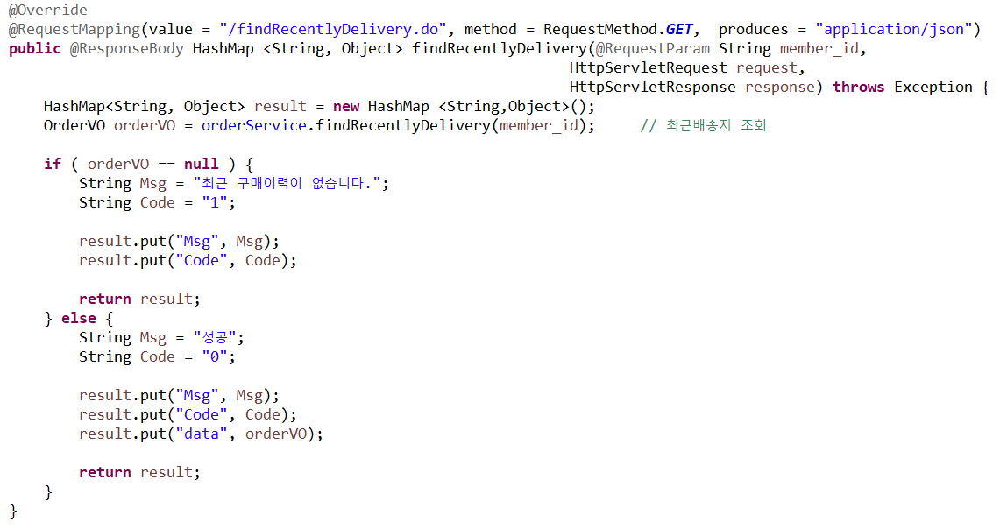 @Override
@RequestMapping(value = "/findRecentlyDelivery.do", method = RequestMethod.GET,  produces = "application/json")
public @ResponseBody HashMap <String, Object> findRecentlyDelivery(@RequestParam String member_id,
HttpServletRequest request,
HttpServletResponse response) throws Exception {
HashMap<String, Object> result = new HashMap <String,Object>();
OrderVO orderVO = orderService.findRecentlyDelivery(member_id);     // 최근배송지 조회
if ( orderVO == null ) {
String Msg = "최근 구매이력이 없습니다.";
String Code = "1";
result.put("Msg", Msg);
result.put("Code", Code);
return result;
} else {
String Msg = "성공";
String Code = "0";
result.put("Msg", Msg);
result.put("Code", Code);
result.put("data", orderVO);
return result;
}
}